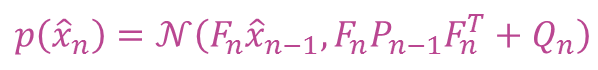 p(x̂ₙ) = 𝒩(Fₙx̂ₙ₋₁, FₙPₙ₋₁Fₙᵀ + Qₙ)